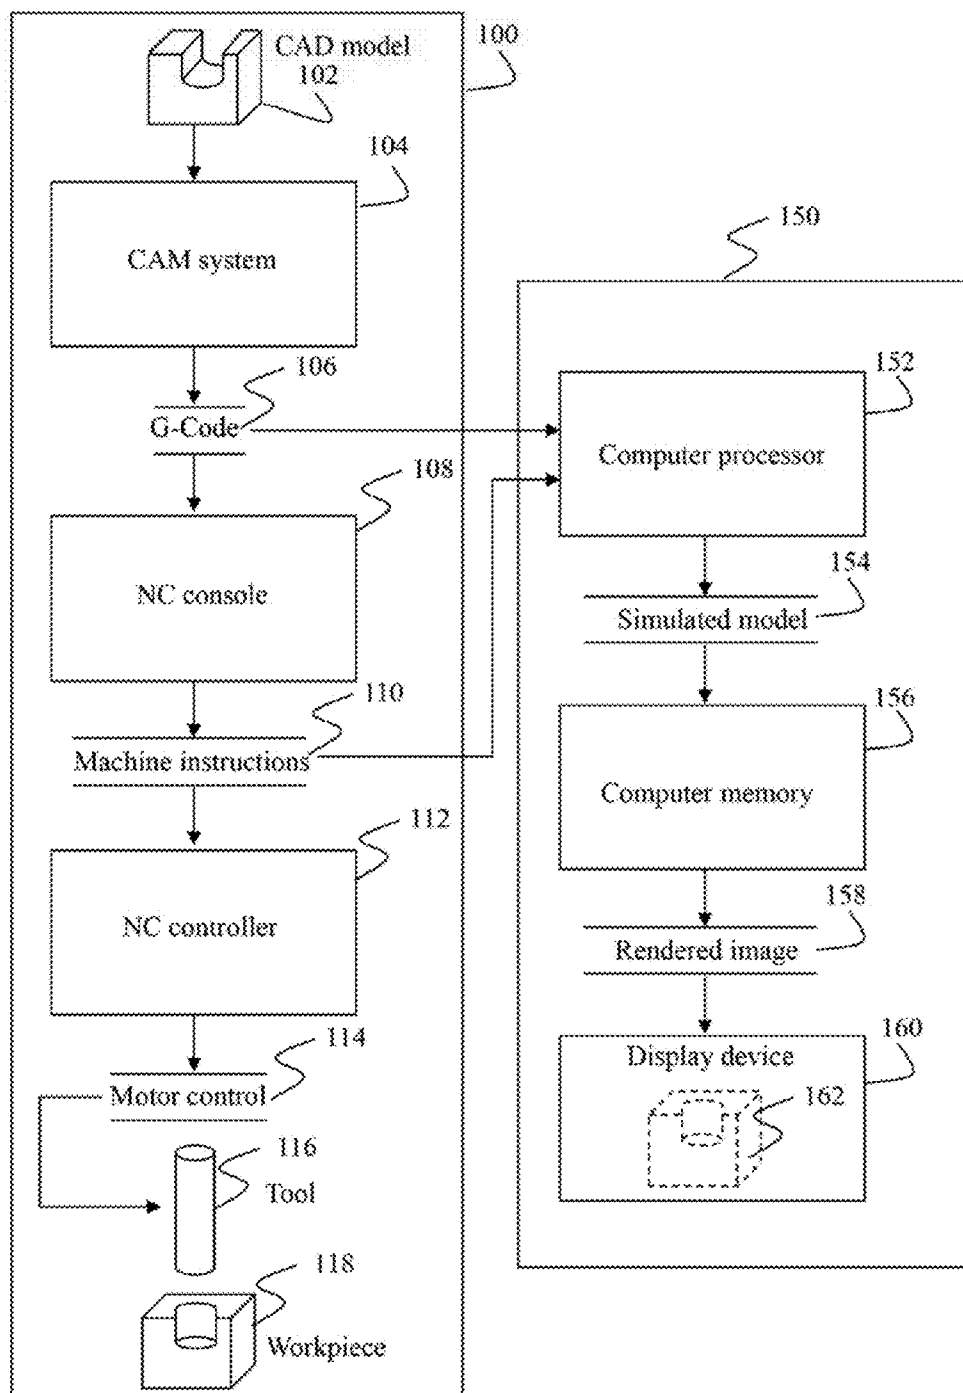 CAD model
102
100
104
CAM system
106
G-Code
108
NC console
110
Machine instructions
112
NC controller
114
Motor control
116
Tool
118
Workpiece
150
152
Computer processor
154
Simulated model
156
Computer memory
158
Rendered image
160
Display device
162